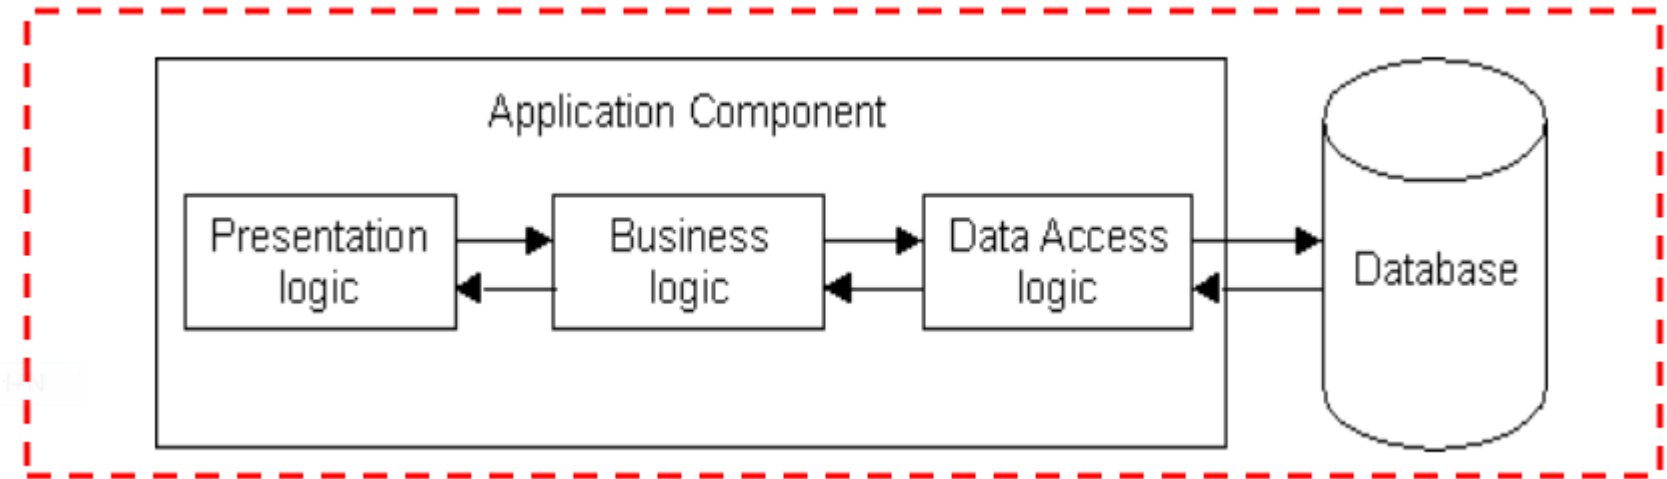 Application Component
Presentation
logic
Business
logic
Data Access
logic
Database